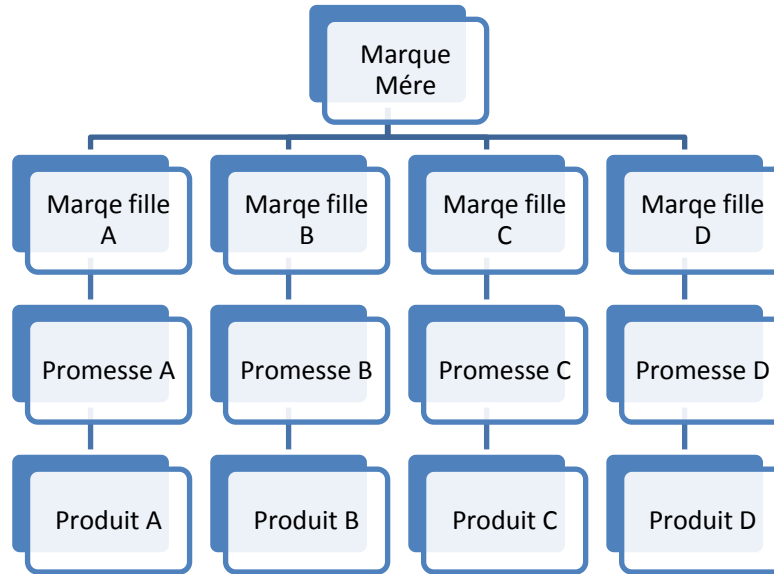 Marque
Mére
Marqe fille
A
Marqe fille
B
Marqe fille
C
Marqe fille
D
Promesse A
Promesse B
Promesse C
Promesse D
Produit A
Produit B
Produit C
Produit D